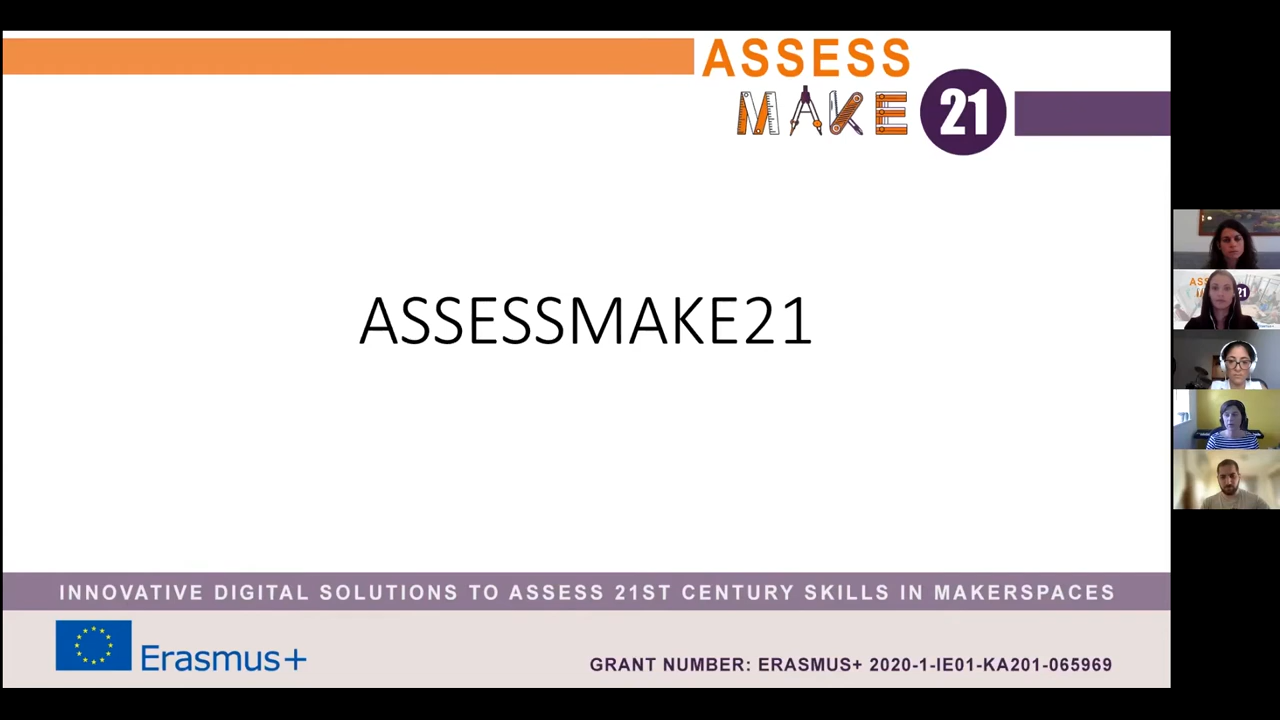 ASSESS
MAKE 21
ASSESSMAKE21
INNOVATIVE DIGITAL SOLUTIONS TO ASSESS 21ST CENTURY SKILLS IN MAKERSPACES
Erasmus+
GRANT NUMBER: ERASMUS+ 2020-1-IE01-KA201-065969